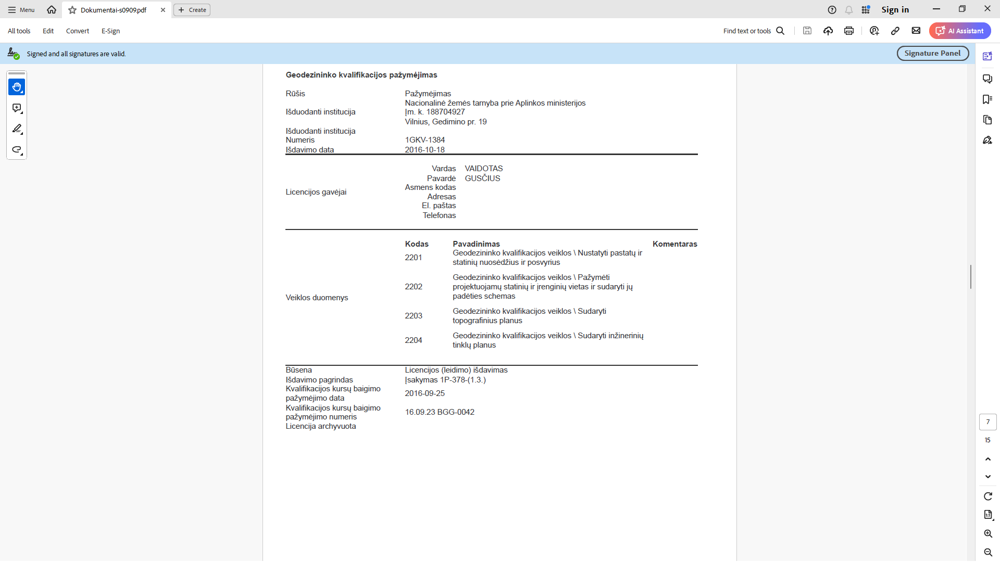 Menu
Dokumentai-s0909.pdf
Create
Sign in
All tools
Edit
Convert
E-Sign
Find text or tools
AI Assistant
Signed and all signatures are valid.
Signature Panel
Geodezininko kvalifikacijos pažymėjimas
Rūšis Pažymėjimas
Nacionalinė žemės tarnyba prie Aplinkos ministerijos
Išduodanti institucija Įm. k. 188704927
Vilnius, Gedimino pr. 19
Išduodanti institucija
Numeris 1GKV-1384
Išdavimo data 2016-10-18
Vardas VAIDOTAS
Pavardė GUSČIUS
Asmens kodas
Licencijos gavėjai
Adresas
El. paštas
Telefonas
Kodas Pavadinimas Komentaras
2201 Geodezininko kvalifikacijos veiklos \ Nustatyti pastatų ir
statinių nuosėdžius ir posvyrius
Geodezininko kvalifikacijos veiklos \ Pažymėti
2202 projektuojamų statinių ir įrenginių vietas ir sudaryti jų
padėties schemas
Veiklos duomenys
2203 Geodezininko kvalifikacijos veiklos \ Sudaryti
topografinius planus
2204 Geodezininko kvalifikacijos veiklos \ Sudaryti inžinerinių
tinklų planus
Būsena Licencijos (leidimo) išdavimas
Išdavimo pagrindas Įsakymas 1P-378-(1.3.)
Kvalifikacijos kursų baigimo
pažymėjimo data 2016-09-25
Kvalifikacijos kursų baigimo
pažymėjimo numeris 16.09.23 BGG-0042
Licencija archyvuota
7
15